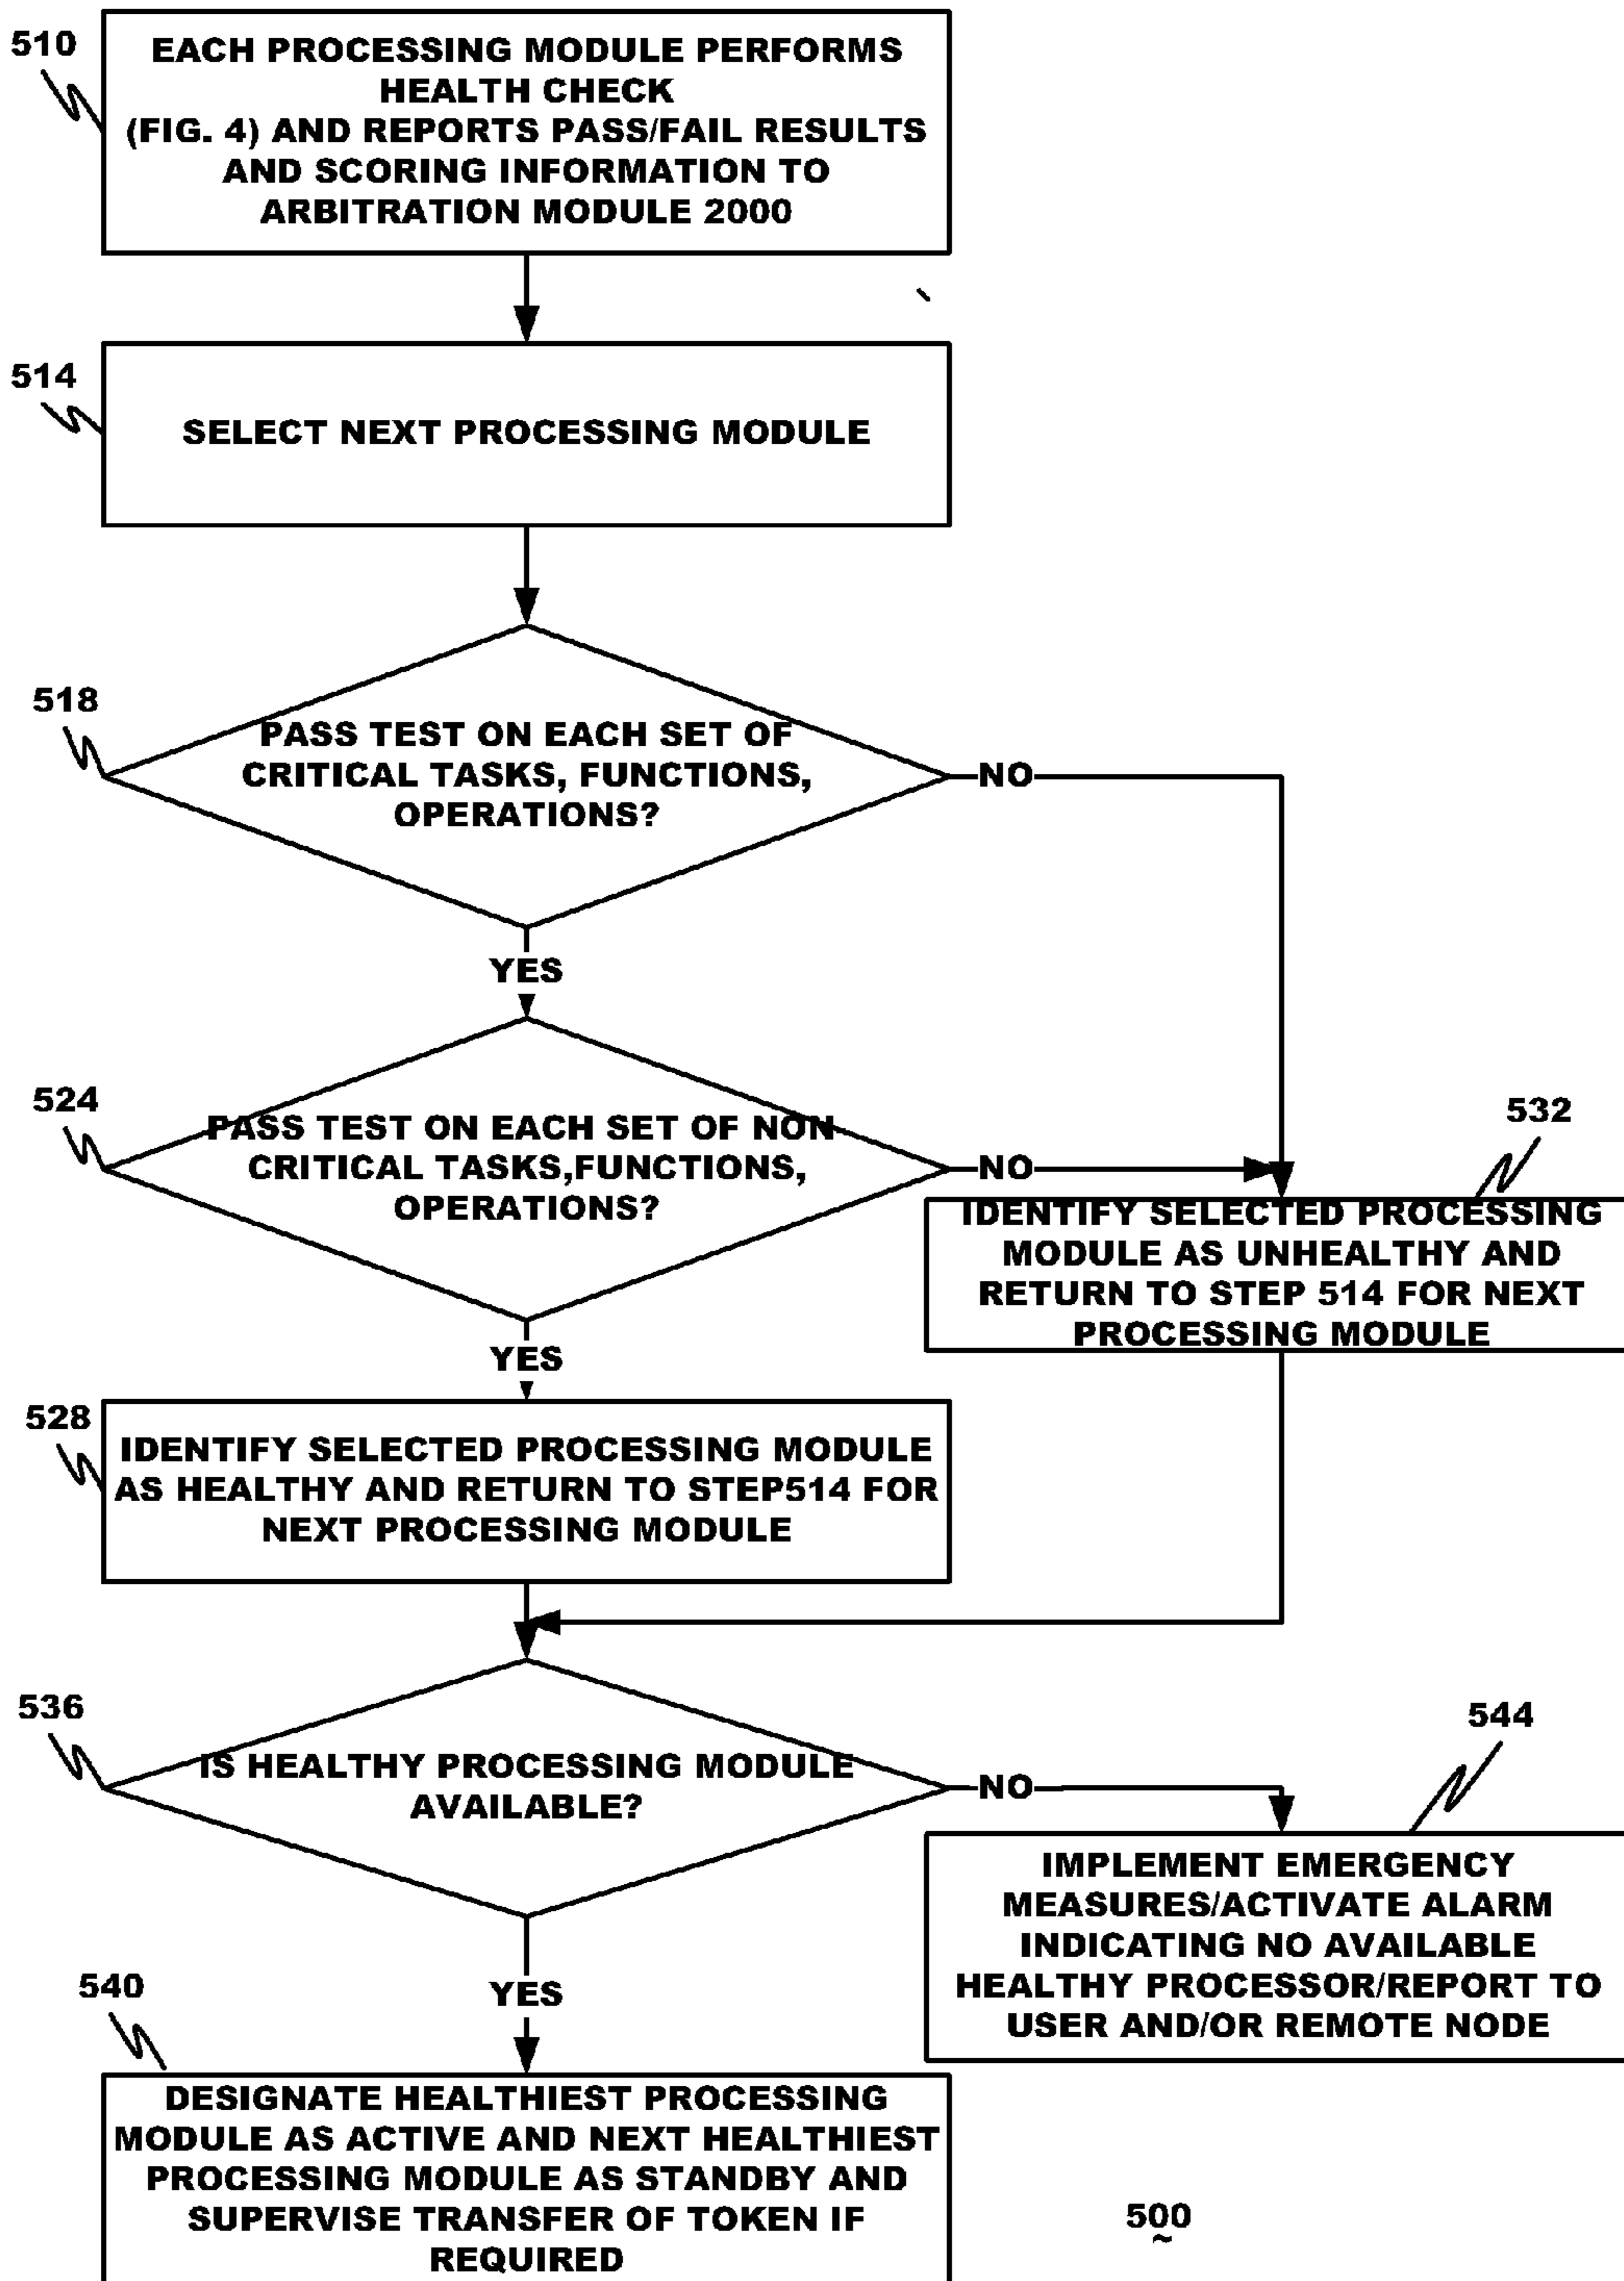 510
EACH PROCESSING MODULE PERFORMS
HEALTH CHECK
(FIG. 4) AND REPORTS PASS/FAIL RESULTS
AND SCORING INFORMATION TO
ARBITRATION MODULE 2000
514
SELECT NEXT PROCESSING MODULE
518
PASS TEST ON EACH SET OF
CRITICAL TASKS, FUNCTIONS,
OPERATIONS?
NO
YES
524
PASS TEST ON EACH SET OF NON
CRITICAL TASKS,FUNCTIONS,
OPERATIONS?
NO
532
IDENTIFY SELECTED PROCESSING
MODULE AS UNHEALTHY AND
RETURN TO STEP 514 FOR NEXT
PROCESSING MODULE
YES
528
IDENTIFY SELECTED PROCESSING MODULE
AS HEALTHY AND RETURN TO STEP514 FOR
NEXT PROCESSING MODULE
536
IS HEALTHY PROCESSING MODULE
AVAILABLE?
NO
544
IMPLEMENT EMERGENCY
MEASURES/ACTIVATE ALARM
INDICATING NO AVAILABLE
HEALTHY PROCESSOR/REPORT TO
USER AND/OR REMOTE NODE
YES
540
DESIGNATE HEALTHIEST PROCESSING
MODULE AS ACTIVE AND NEXT HEALTHIEST
PROCESSING MODULE AS STANDBY AND
SUPERVISE TRANSFER OF TOKEN IF
REQUIRED
500